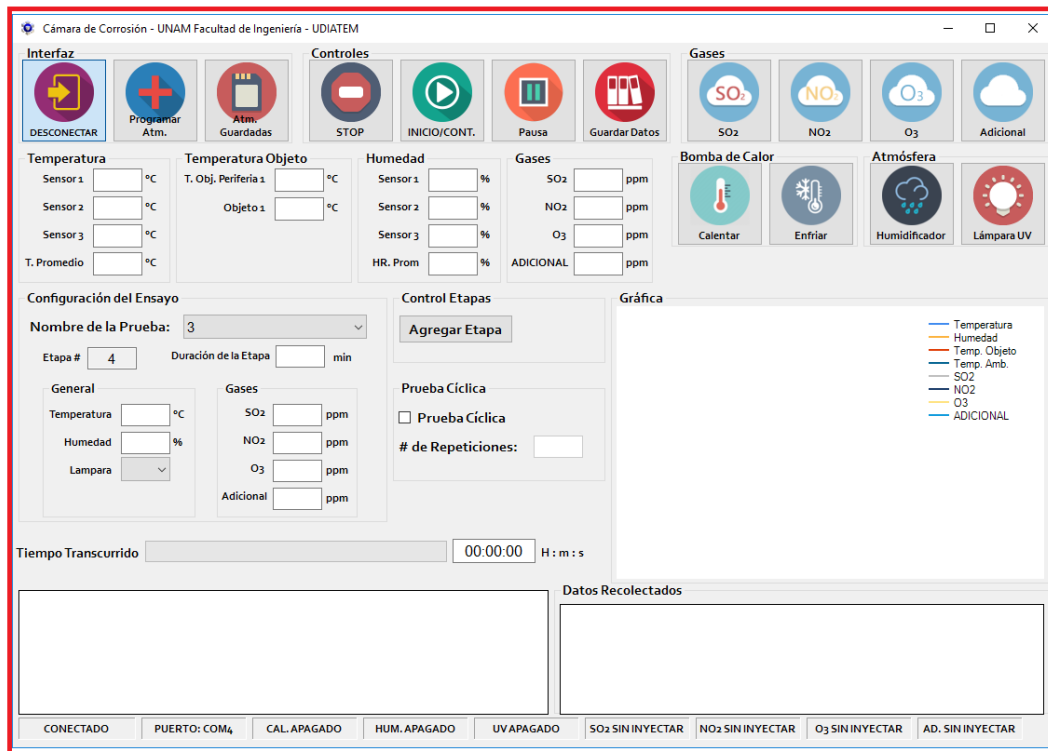 Cámara de Corrosión - UNAM Facultad de Ingeniería - UDIATEM
Interfaz
DESCONECTAR
Programar
Atm.
Atm.
Guardadas
Controles
STOP
INICIO/CONT.
Pausa
Guardar Datos
Gases
SO2
SO2
NO2
NO2
O3
O3
Adicional
Temperatura
Sensor 1 ºC
Sensor 2 ºC
Sensor 3 ºC
T. Promedio ºC
Temperatura Objeto
T. Obj. Periferia 1 ºC
Objeto 1 ºC
Humedad
Sensor 1 %
Sensor 2 %
Sensor 3 %
HR. Prom %
Gases
SO2 ppm
NO2 ppm
O3 ppm
ADICIONAL ppm
Bomba de Calor
Calentar
Enfriar
Atmósfera
Humidificador
Lámpara UV
Configuración del Ensayo
Nombre de la Prueba: 3
Etapa # 4 Duración de la Etapa min
General
Temperatura ºC
Humedad %
Lampara
Gases
SO2 ppm
NO2 ppm
O3 ppm
Adicional ppm
Control Etapas
Agregar Etapa
Prueba Cíclica
Prueba Cíclica
# de Repeticiones:
Gráfica
Temperatura
Humedad
Temp. Objeto
Temp. Amb.
SO2
NO2
O3
ADICIONAL
Tiempo Transcurrido 00:00:00 H : m : s
Datos Recolectados
CONECTADO PUERTO: COM4 CAL. APAGADO HUM. APAGADO UV APAGADO SO2 SIN INYECTAR NO2 SIN INYECTAR O3 SIN INYECTAR AD. SIN INYECTAR